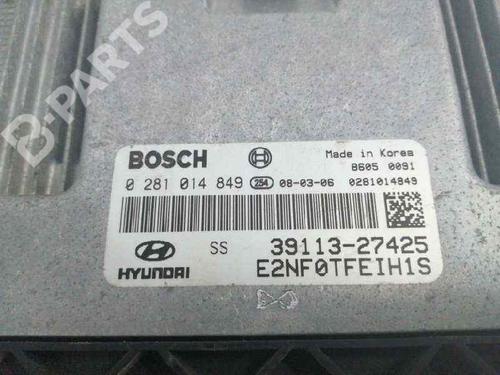 B-PARTS
BOSCH
Made in Korea
B605 0091
0 281 014 849 254 08-03-06 0281014849
SS 39113-27425
HYUNDAI E2NF0TFEIH1S